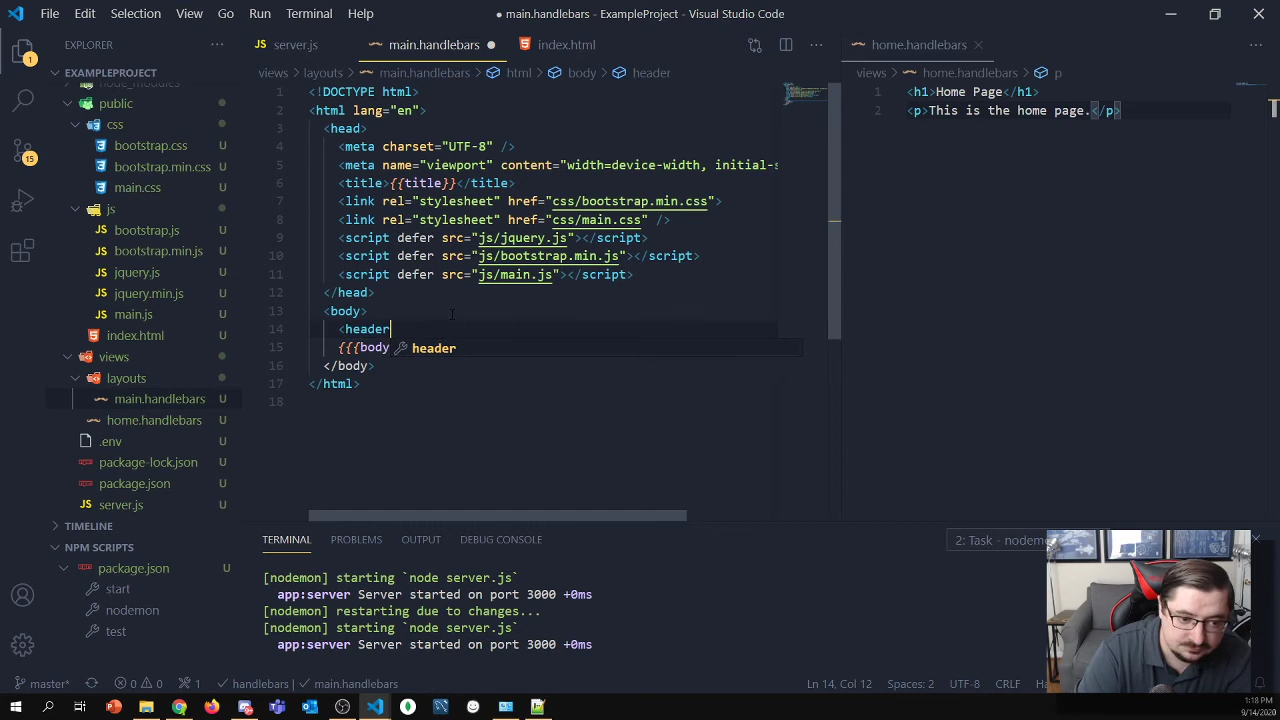 File Edit Selection View Go Run Terminal Help
● main.handlebars - ExampleProject - Visual Studio Code
EXPLORER
EXAMPLEPROJECT
node_modules
public
css
bootstrap.css U
bootstrap.min.css U
main.css U
js
bootstrap.js U
bootstrap.min.js U
jquery.js U
jquery.min.js U
main.js U
index.html U
views
layouts
main.handlebars U
home.handlebars U
.env U
package-lock.json U
package.json U
server.js U
TIMELINE
NPM SCRIPTS
package.json U
start
nodemon
test
1
15
server.js main.handlebars ● index.html
views > layouts > main.handlebars > html > body > header
1 <!DOCTYPE html>
2 <html lang="en">
3 <head>
4 <meta charset="UTF-8" />
5 <meta name="viewport" content="width=device-width, initial-s
6 <title>{{title}}</title>
7 <link rel="stylesheet" href="css/bootstrap.min.css">
8 <link rel="stylesheet" href="css/main.css" />
9 <script defer src="js/jquery.js"></script>
10 <script defer src="js/bootstrap.min.js"></script>
11 <script defer src="js/main.js"></script>
12 </head>
13 <body>
14 <header
15 {{{body header
16 </body>
17 </html>
18
home.handlebars
views > home.handlebars > p
1 <h1>Home Page</h1>
2 <p>This is the home page.</p>
TERMINAL PROBLEMS OUTPUT DEBUG CONSOLE
2: Task - nodemo
[nodemon] starting `node server.js`
app:server Server started on port 3000 +0ms
[nodemon] restarting due to changes...
[nodemon] starting `node server.js`
app:server Server started on port 3000 +0ms
master* 0 0 1 handlebars main.handlebars
Ln 14, Col 12 Spaces: 2 UTF-8 CRLF Ha
1:18 PM
9/14/2020